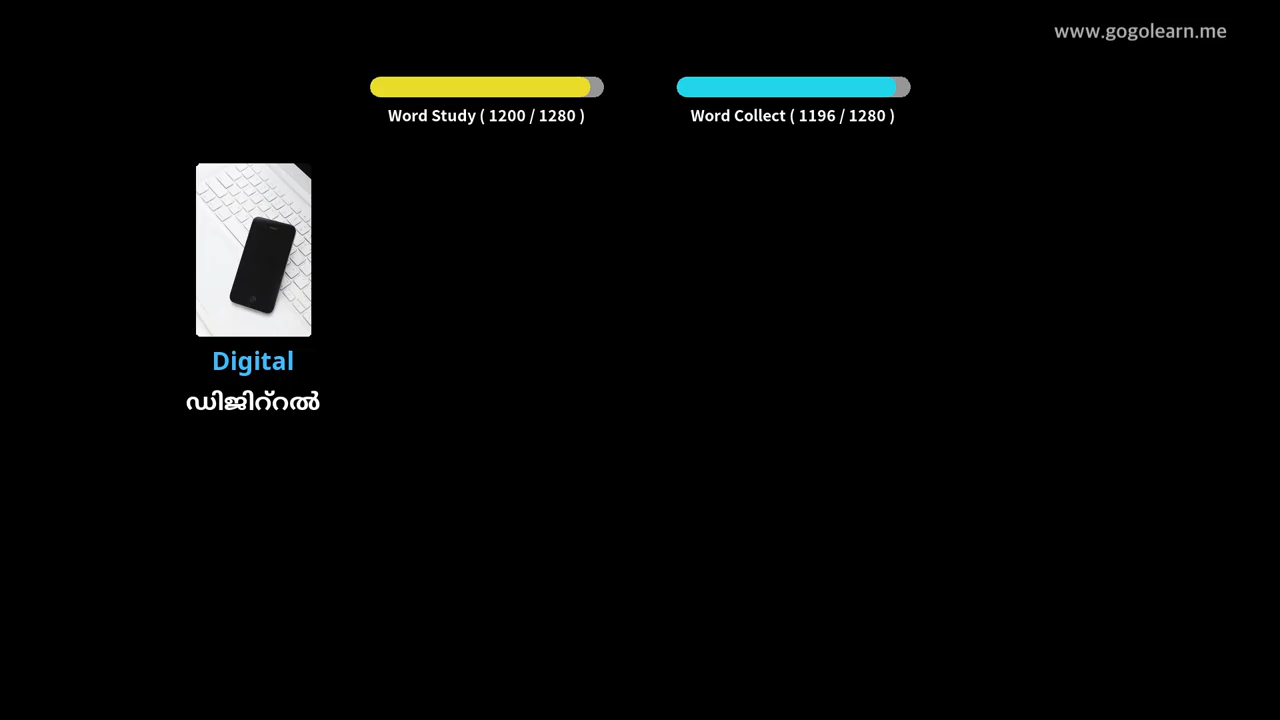 www.gogolearn.me
Word Study ( 1200 / 1280 )
Word Collect ( 1196 / 1280 )
Digital
ഡിജിറ്റൽ